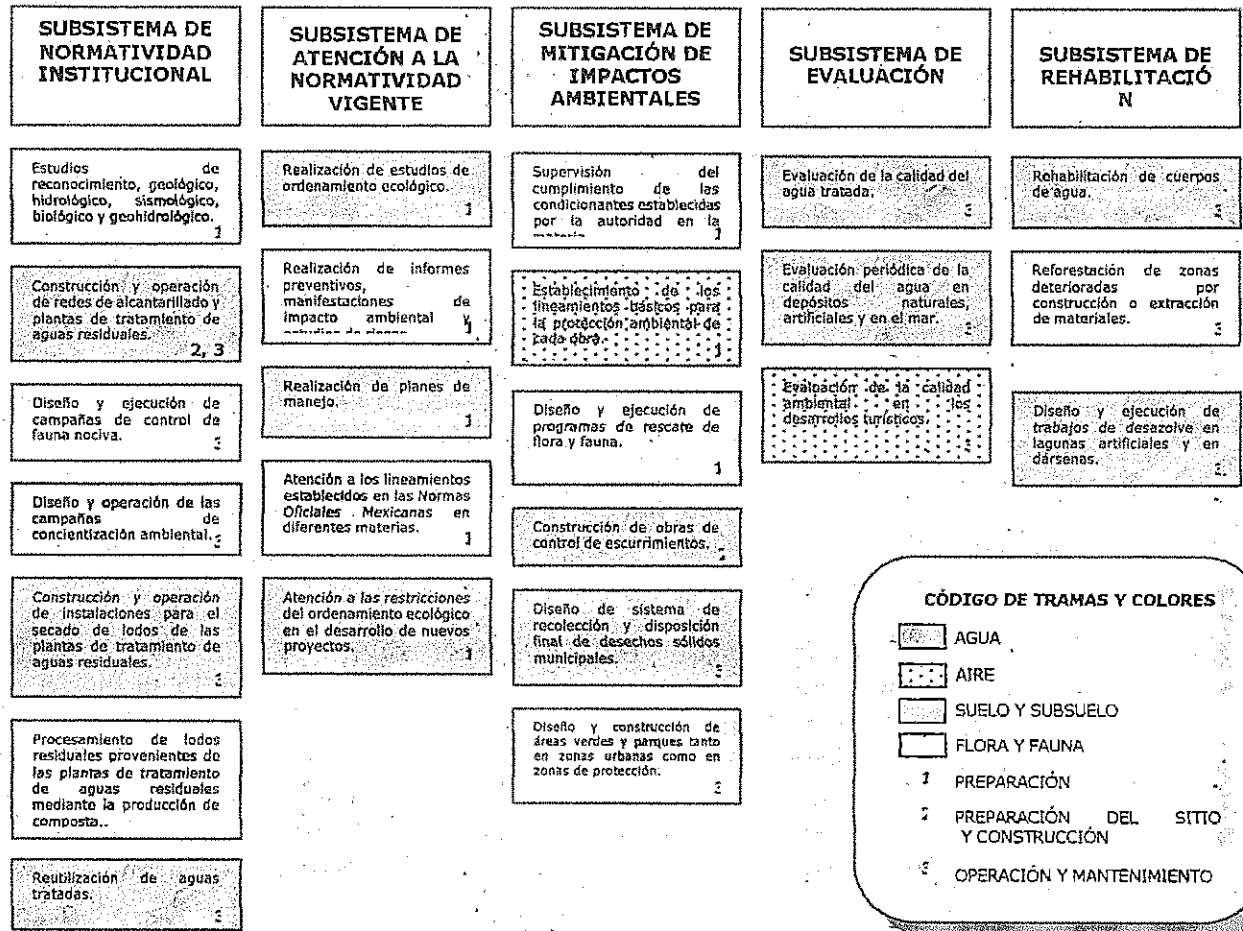 SUBSISTEMA DE
NORMATIVIDAD
INSTITUCIONAL
Estudios de
reconocimiento, geológico,
hidrológico, sismológico,
biológico y geohidrológico.
1
Construcción y operación
de redes de alcantarillado y
plantas de tratamiento de
aguas residuales.
2, 3
Diseño y ejecución de
campañas de control de
fauna nociva.
Diseño y operación de las
campañas de
concientización ambiental.
Construcción y operación
de instalaciones para el
secado de lodos de las
plantas de tratamiento de
aguas residuales.
Procesamiento de lodos
residuales provenientes de
las plantas de tratamiento
de aguas residuales
mediante la producción de
composta..
Reutilización de aguas
tratadas.
SUBSISTEMA DE
ATENCIÓN A LA
NORMATIVIDAD
VIGENTE
Realización de estudios de
ordenamiento ecológico.
1
Realización de informes
preventivos,
manifestaciones de
impacto ambiental y
estudios de riesgo
1
Realización de planes de
manejo.
1
Atención a los lineamientos
establecidos en las Normas
Oficiales Mexicanas en
diferentes materias.
1
Atención a las restricciones
del ordenamiento ecológico
en el desarrollo de nuevos
proyectos.
1
SUBSISTEMA DE
MITIGACIÓN DE
IMPACTOS
AMBIENTALES
Supervisión del
cumplimiento de las
condicionantes establecidas
por la autoridad en la
materia
1
Establecimiento de los
lineamientos básicos para
la protección ambiental de
cada obra.
1
Diseño y ejecución de
programas de rescate de
flora y fauna.
1
Construcción de obras de
control de escurrimientos.
Diseño de sistema de
recolección y disposición
final de desechos sólidos
municipales.
Diseño y construcción de
áreas verdes y parques tanto
en zonas urbanas como en
zonas de protección.
SUBSISTEMA DE
EVALUACIÓN
Evaluación de la calidad del
agua tratada.
Evaluación periódica de la
calidad del agua en
depósitos naturales,
artificiales y en el mar.
Evaluación de la calidad
ambiental en los
desarrollos turísticos.
SUBSISTEMA DE
REHABILITACIÓ
N
Rehabilitación de cuerpos
de agua.
Reforestación de zonas
deterioradas por
construcción o extracción
de materiales.
Diseño y ejecución de
trabajos de desazolve en
lagunas artificiales y en
dársenas.
CÓDIGO DE TRAMAS Y COLORES
AGUA
AIRE
SUELO Y SUBSUELO
FLORA Y FAUNA
1 PREPARACIÓN
2 PREPARACIÓN DEL SITIO
Y CONSTRUCCIÓN
3 OPERACIÓN Y MANTENIMIENTO